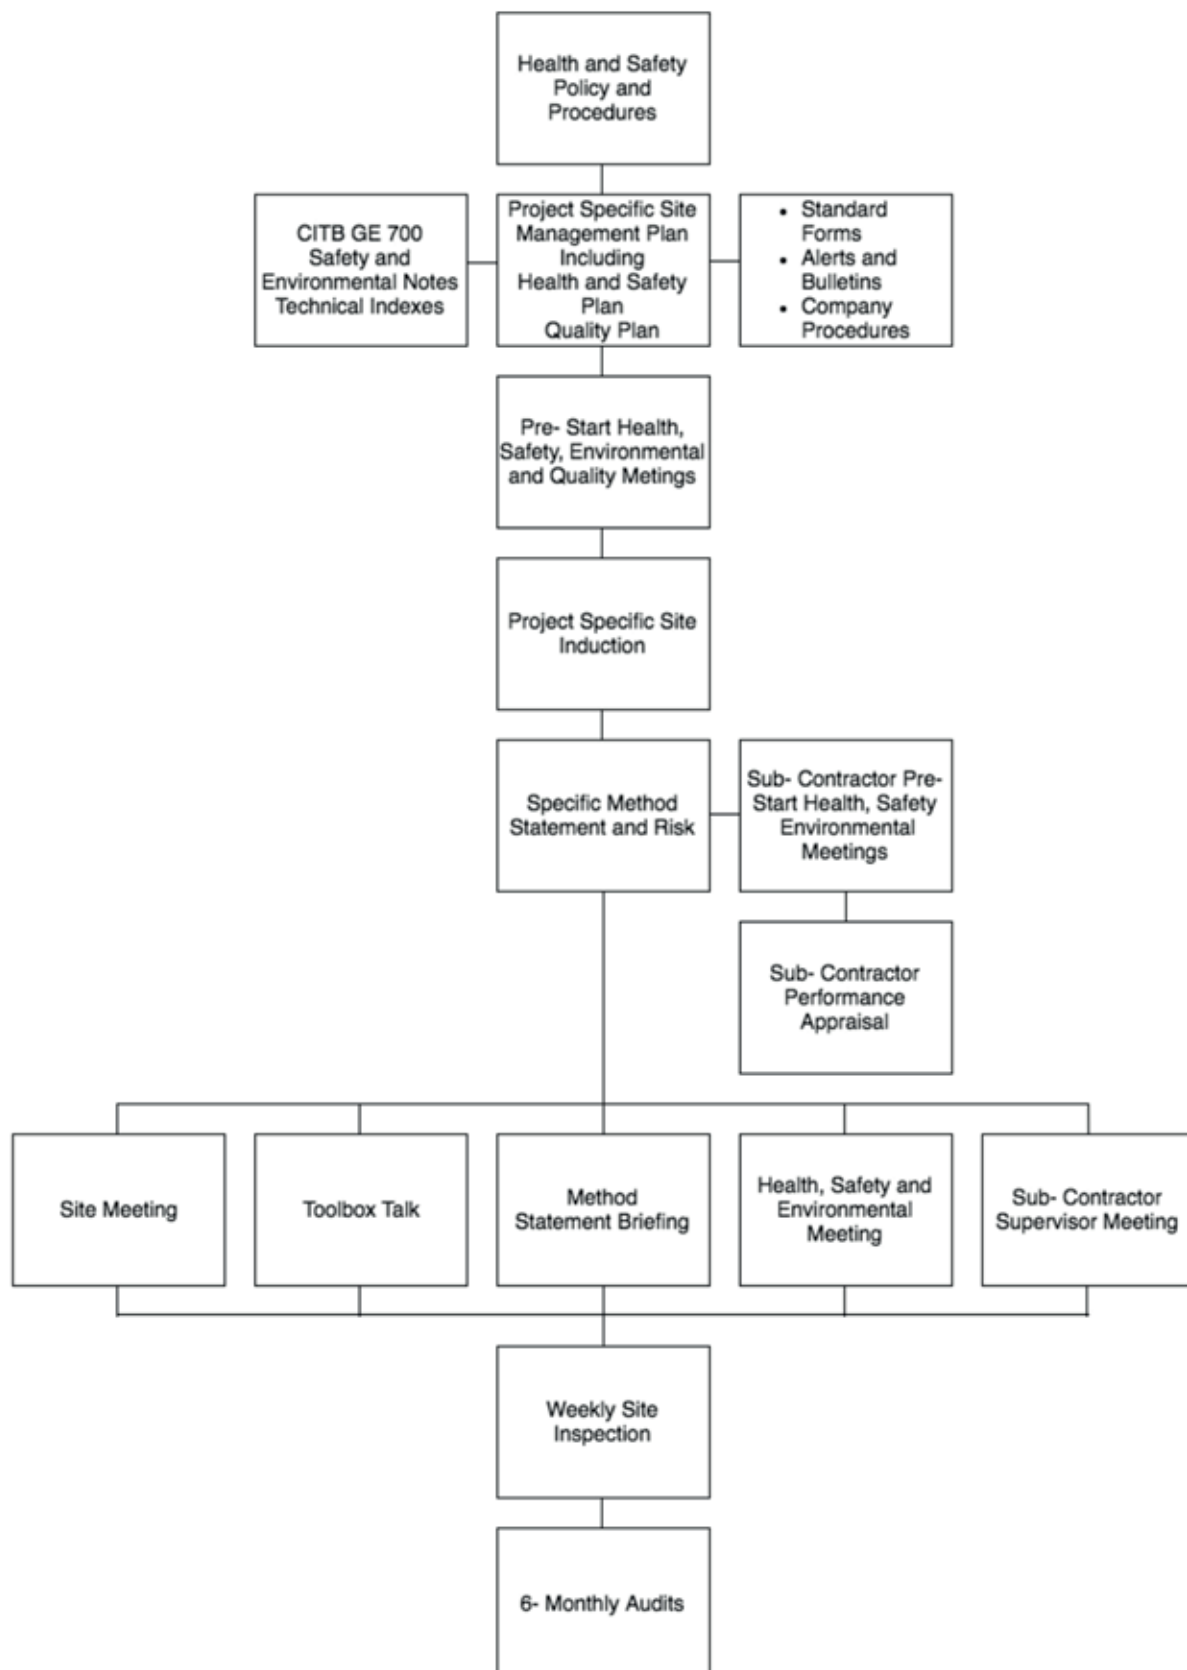 Health and Safety
Policy and
Procedures
CITB GE 700
Safety and
Environmental Notes
Technical Indexes
Project Specific Site
Management Plan
Including
Health and Safety
Plan
Quality Plan
• Standard
Forms
• Alerts and
Bulletins
• Company
Procedures
Pre- Start Health,
Safety, Environmental
and Quality Metings
Project Specific Site
Induction
Specific Method
Statement and Risk
Sub- Contractor Pre-
Start Health, Safety
Environmental
Meetings
Sub- Contractor
Performance
Appraisal
Site Meeting
Toolbox Talk
Method
Statement Briefing
Health, Safety and
Environmental
Meeting
Sub- Contractor
Supervisor Meeting
Weekly Site
Inspection
6- Monthly Audits